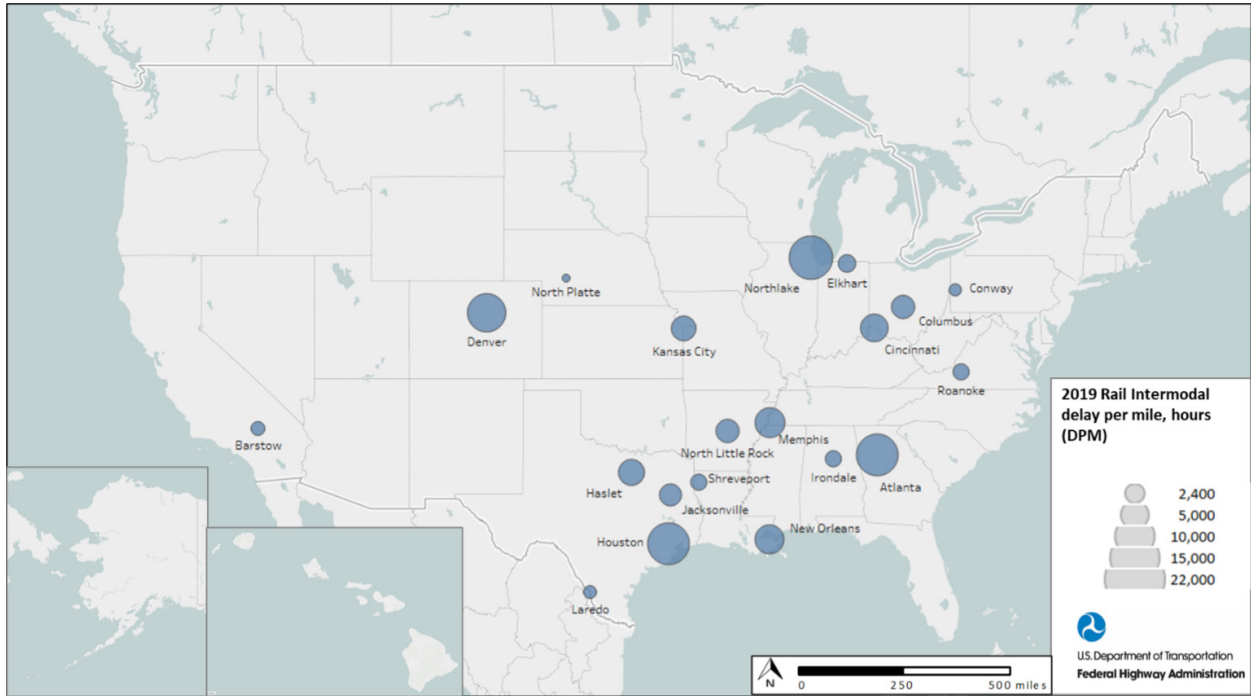 North Platte
Denver
Kansas City
Northlake
Elkhart
Conway
Columbus
Cincinnati
Roanoke
Barstow
Memphis
North Little Rock
Irondale
Atlanta
Haslet
Shreveport
Jacksonville
Houston
New Orleans
Laredo
2019 Rail Intermodal
delay per mile, hours
(DPM)
2,400
5,000
10,000
15,000
22,000
U.S. Department of Transportation
Federal Highway Administration
N
0 250 500 miles